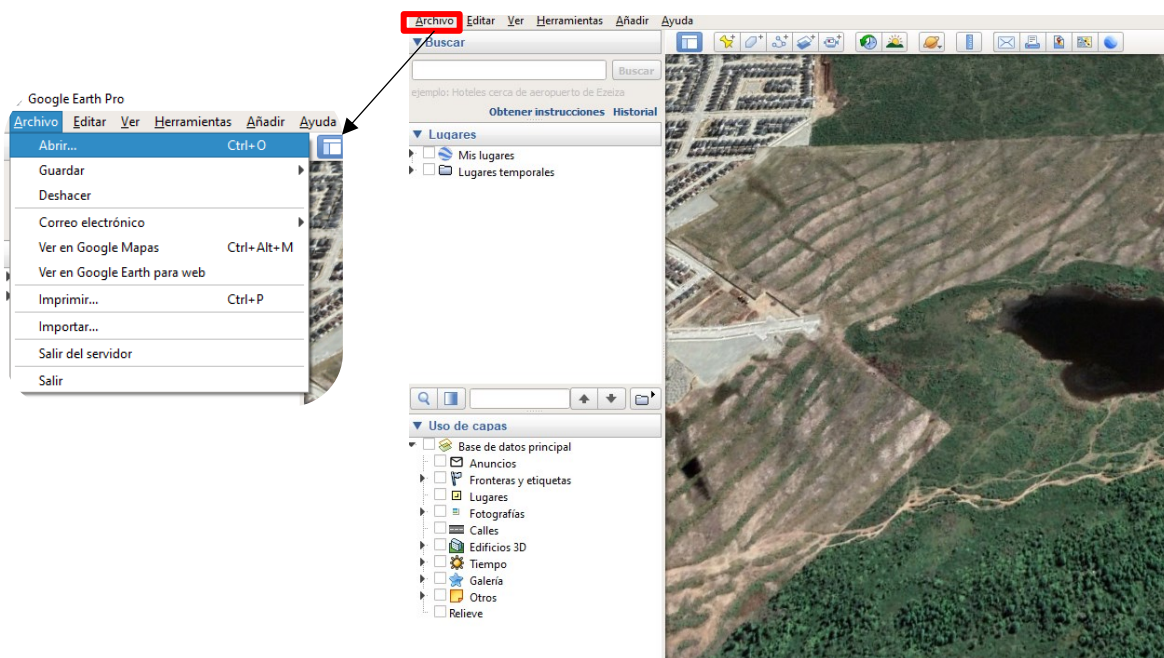 Google Earth Pro
Archivo Editar Ver Herramientas Añadir Ayuda
Abrir... Ctrl+O
Guardar
Deshacer
Correo electrónico
Ver en Google Mapas Ctrl+Alt+M
Ver en Google Earth para web
Imprimir... Ctrl+P
Importar...
Salir del servidor
Salir
Archivo Editar Ver Herramientas Añadir Ayuda
Buscar
Buscar
ejemplo: Hoteles cerca de aeropuerto de Ezeiza
Obtener instrucciones Historial
Lugares
Mis lugares
Lugares temporales
Uso de capas
Base de datos principal
Anuncios
Fronteras y etiquetas
Lugares
Fotografías
Calles
Edificios 3D
Tiempo
Galería
Otros
Relieve